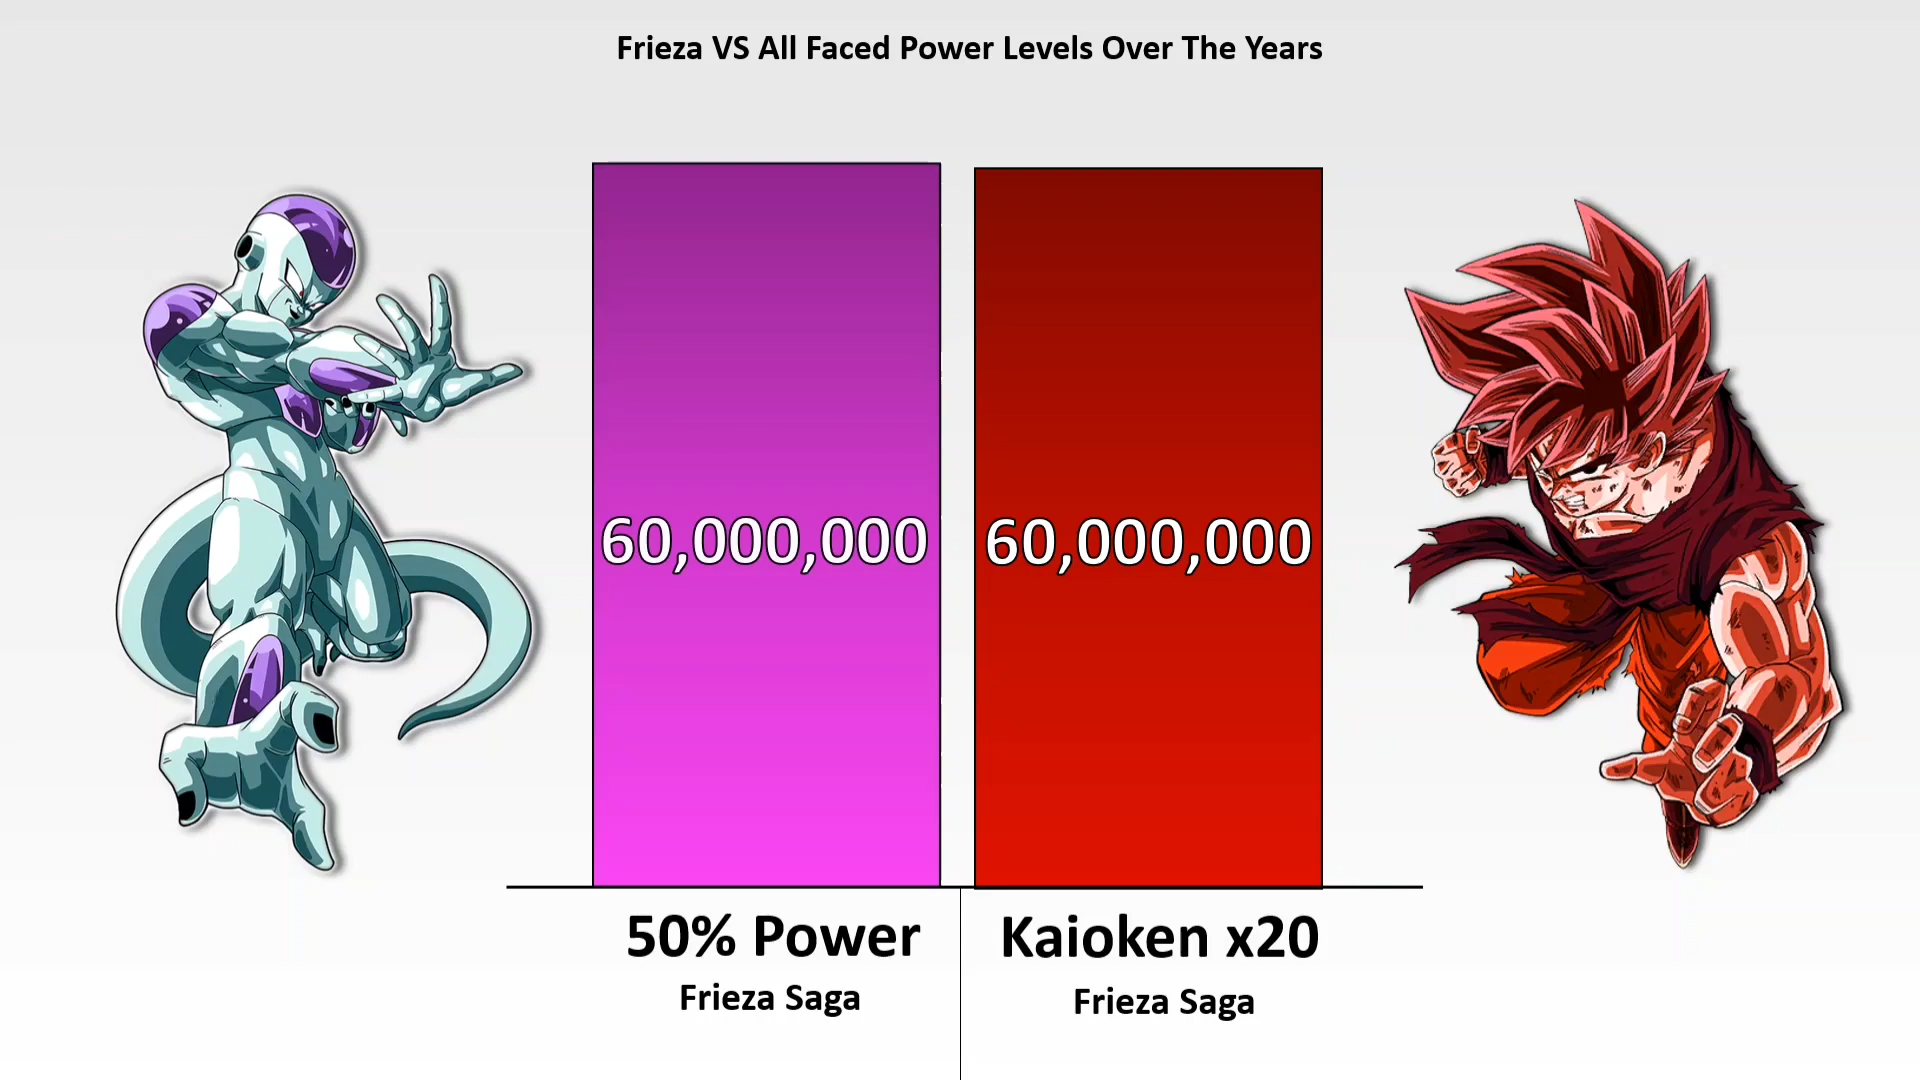 Frieza VS All Faced Power Levels Over The Years
60,000,000
60,000,000
50% Power
Kaioken x20
Frieza Saga
Frieza Saga